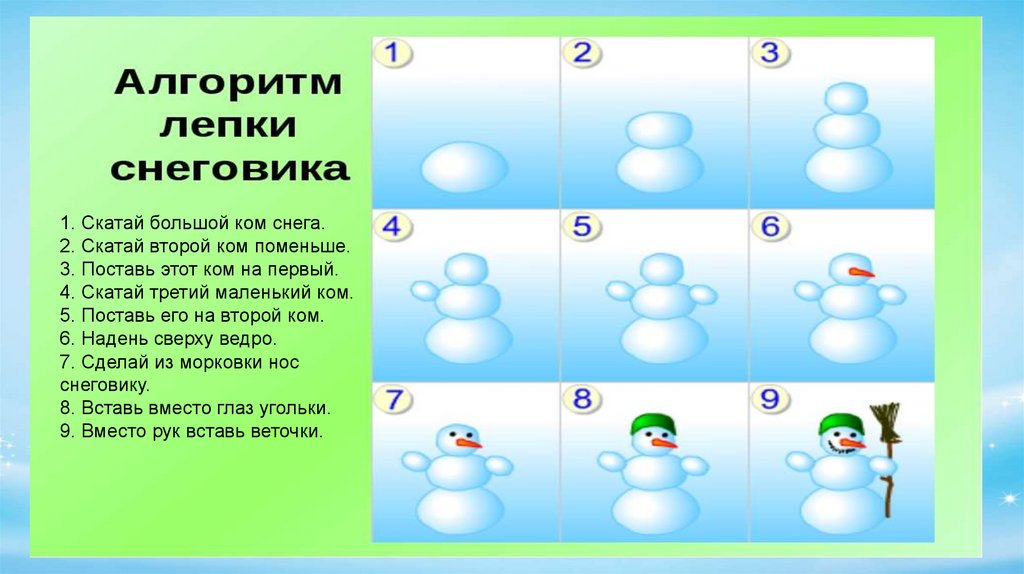 Алгоритм
лепки
снеговика
1. Скатай большой ком снега.
2. Скатай второй ком поменьше.
3. Поставь этот ком на первый.
4. Скатай третий маленький ком.
5. Поставь его на второй ком.
6. Надень сверху ведро.
7. Сделай из морковки нос
снеговику.
8. Вставь вместо глаз угольки.
9. Вместо рук вставь веточки.
1
2
3
4
5
6
7
8
9